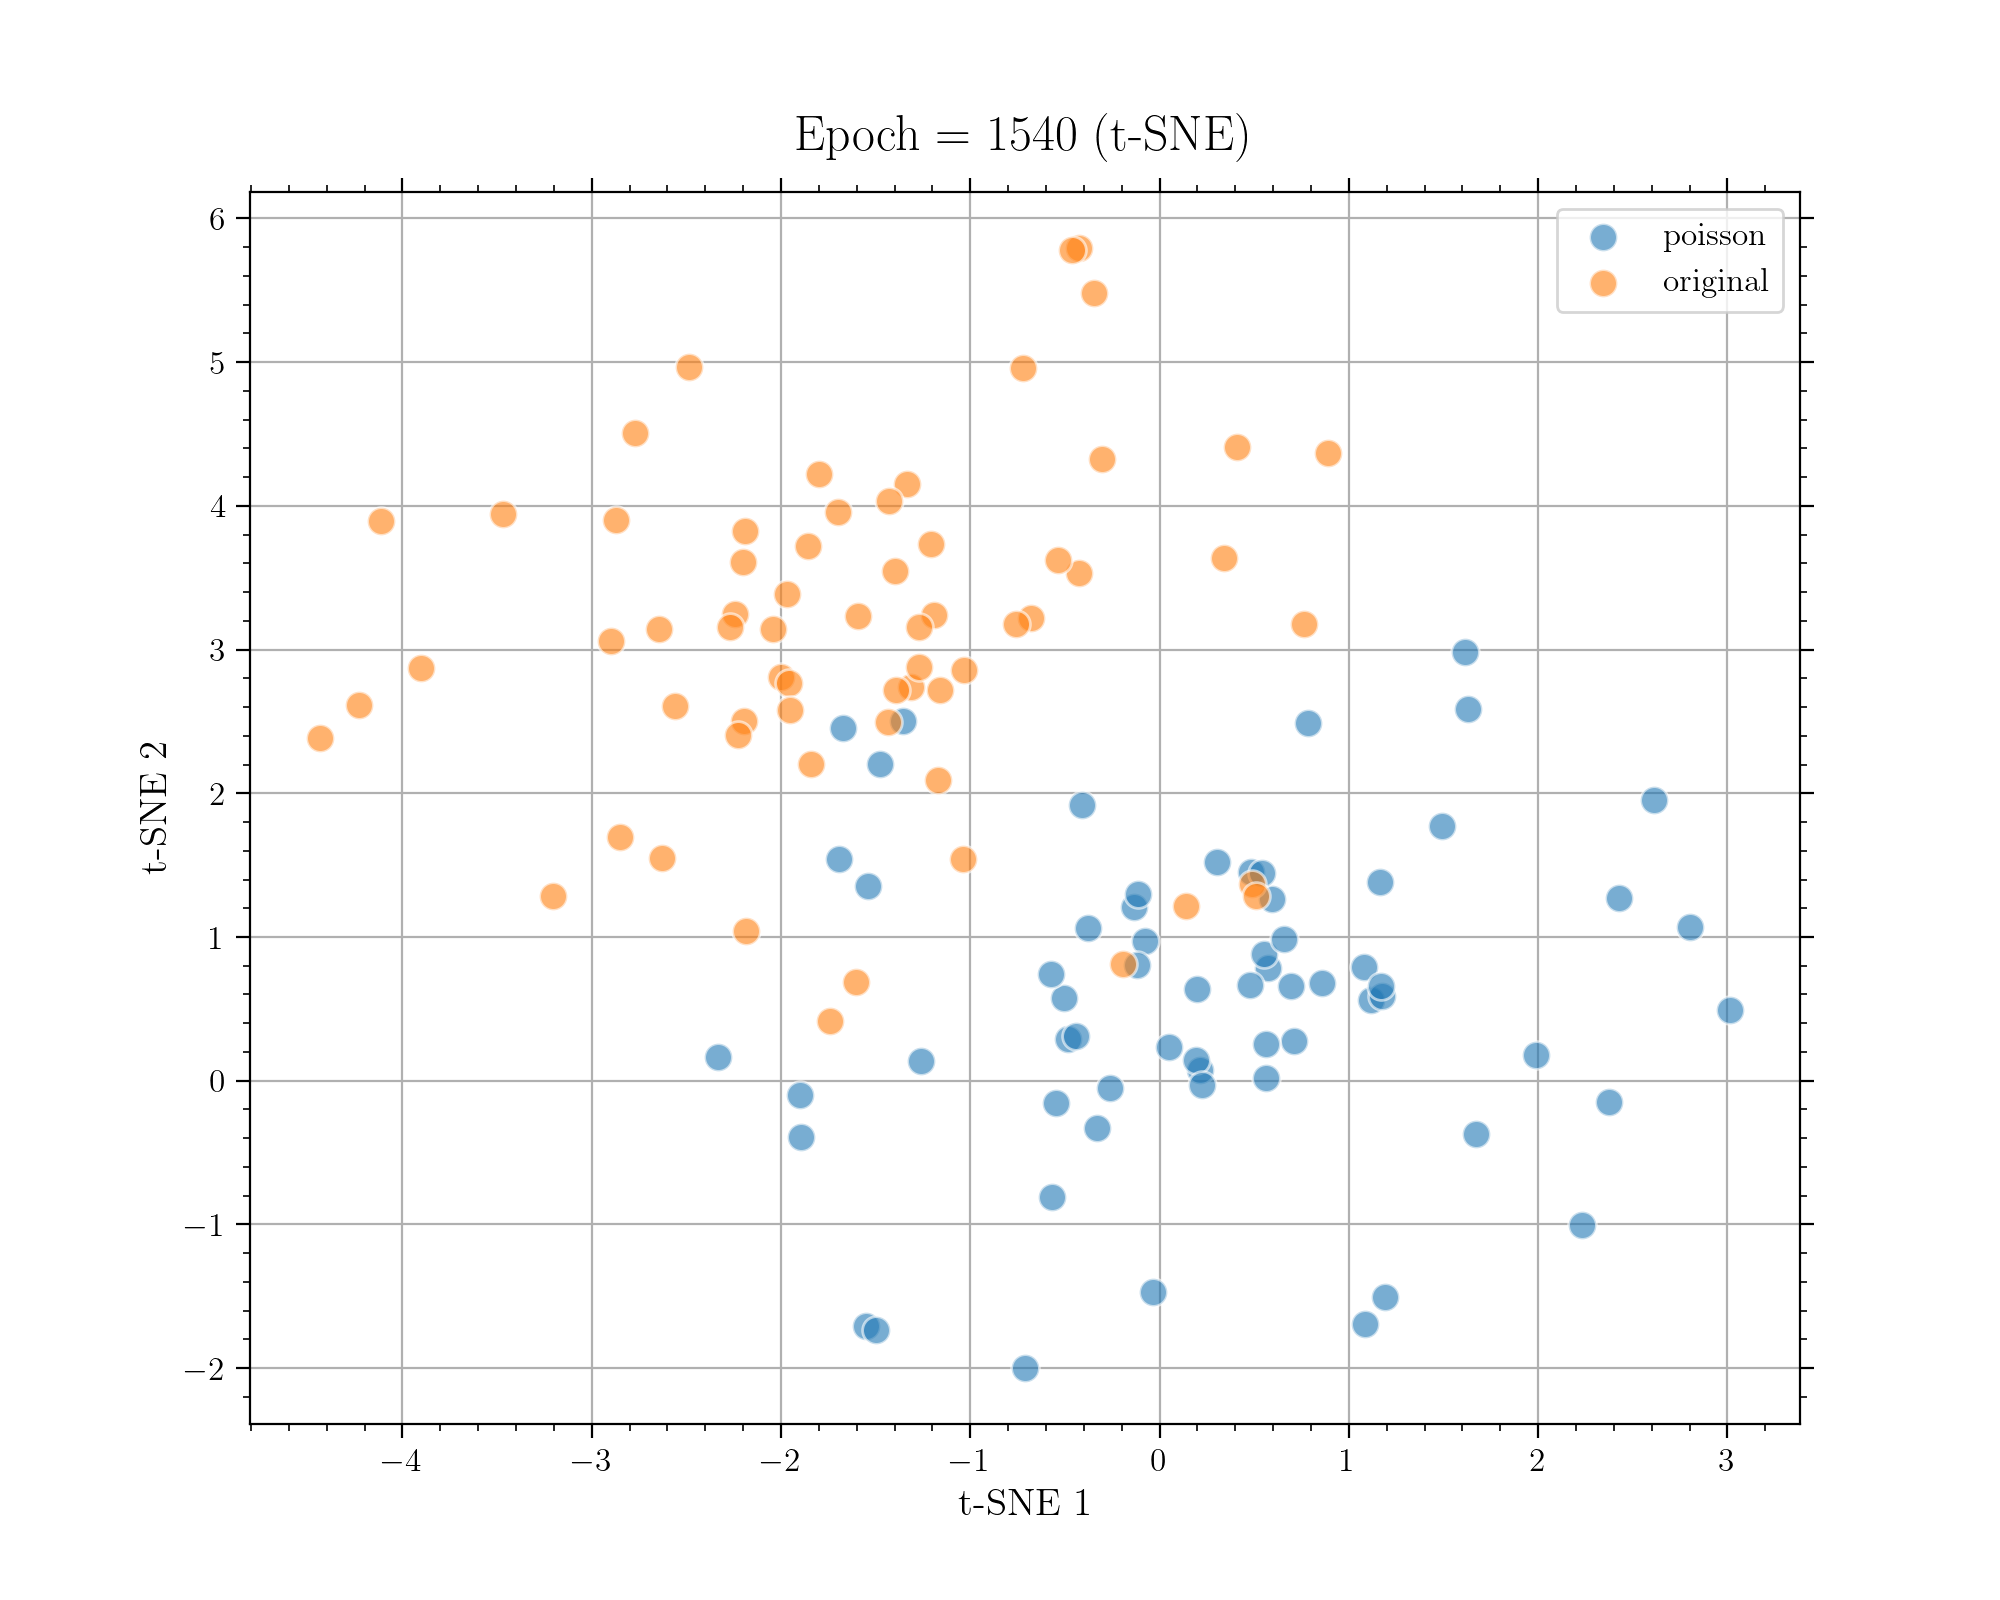 Epoch = 1540 (t-SNE)
poisson
original
6
5
4
3
2
1
0
−1
−2
t-SNE 2
−4 −3 −2 −1 0 1 2 3
t-SNE 1